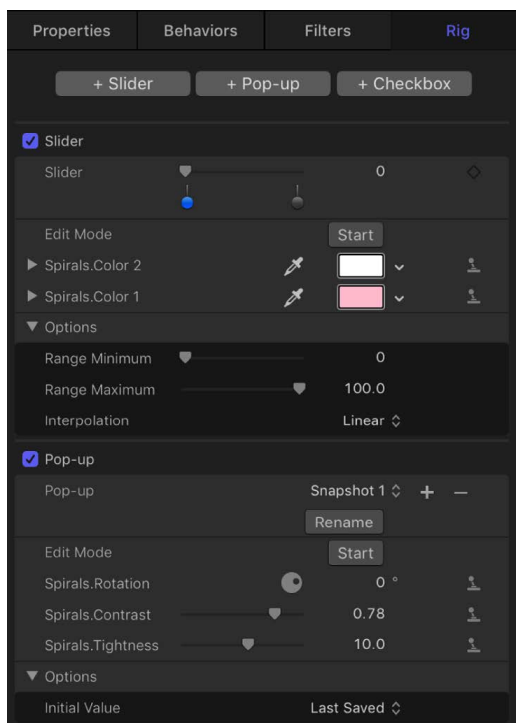 Properties Behaviors Filters Rig
+ Slider + Pop-up + Checkbox
Slider
Slider 0
Edit Mode Start
Spirals.Color 2
Spirals.Color 1
Options
Range Minimum 0
Range Maximum 100.0
Interpolation Linear
Pop-up
Pop-up Snapshot 1 + −
Rename
Edit Mode Start
Spirals.Rotation 0 °
Spirals.Contrast 0.78
Spirals.Tightness 10.0
Options
Initial Value Last Saved